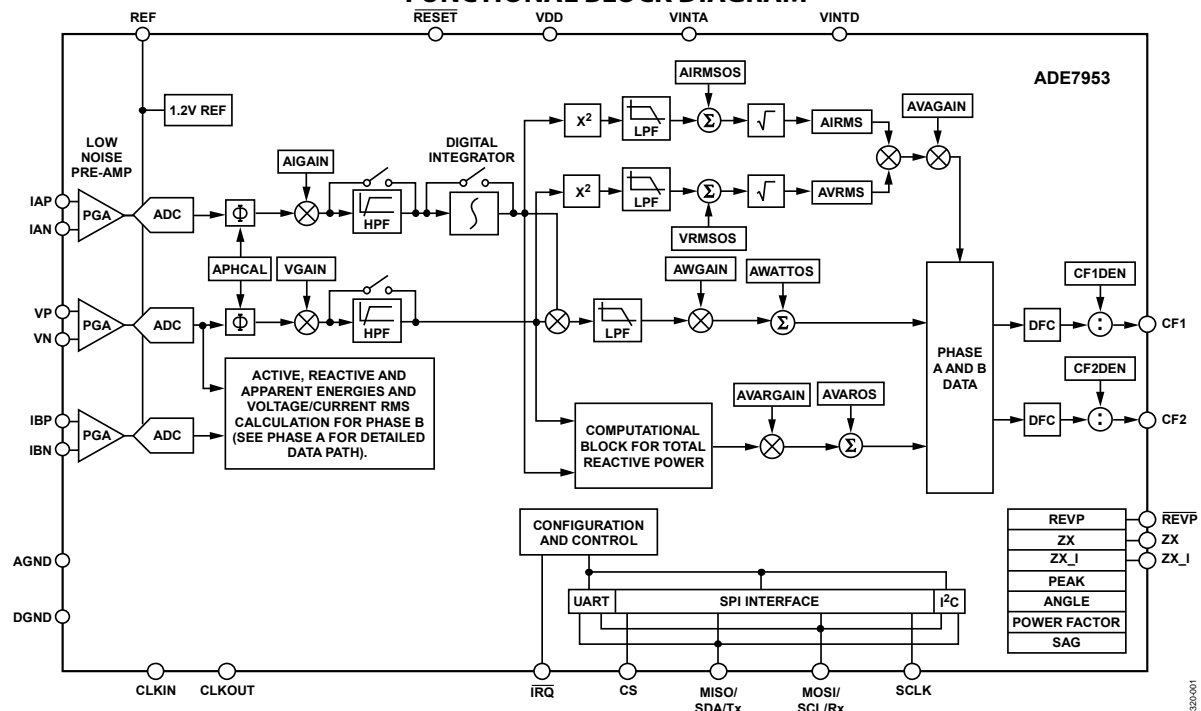 FUNCTIONAL BLOCK DIAGRAM
REF
RESET
VDD
VINTA
VINTD
ADE7953
1.2V REF
AIRMSOS
AVAGAIN
LOW
NOISE
PRE-AMP
DIGITAL
INTEGRATOR
AIGAIN
X²
LPF
Σ
√
AIRMS
IAP
IAN
PGA
ADC
Φ
HPF
∫
X²
LPF
Σ
√
AVRMS
VRMSOS
APHCAL
VGAIN
AWGAIN
AWATTOS
CF1DEN
VP
VN
PGA
ADC
Φ
HPF
LPF
Σ
PHASE
A AND B
DATA
DFC
:
CF1
ACTIVE, REACTIVE AND
APPARENT ENERGIES AND
VOLTAGE/CURRENT RMS
CALCULATION FOR PHASE B
(SEE PHASE A FOR DETAILED
DATA PATH).
CF2DEN
AVARGAIN
AVAROS
IBP
IBN
PGA
ADC
COMPUTATIONAL
BLOCK FOR TOTAL
REACTIVE POWER
Σ
DFC
:
CF2
CONFIGURATION
AND CONTROL
REVP
REVP
ZX
ZX
ZX_I
ZX_I
PEAK
ANGLE
POWER FACTOR
SAG
AGND
DGND
UART
SPI INTERFACE
I²C
CLKIN
CLKOUT
IRQ
CS
MISO/
SDA/Tx
MOSI/
SCL/Rx
SCLK
320-001